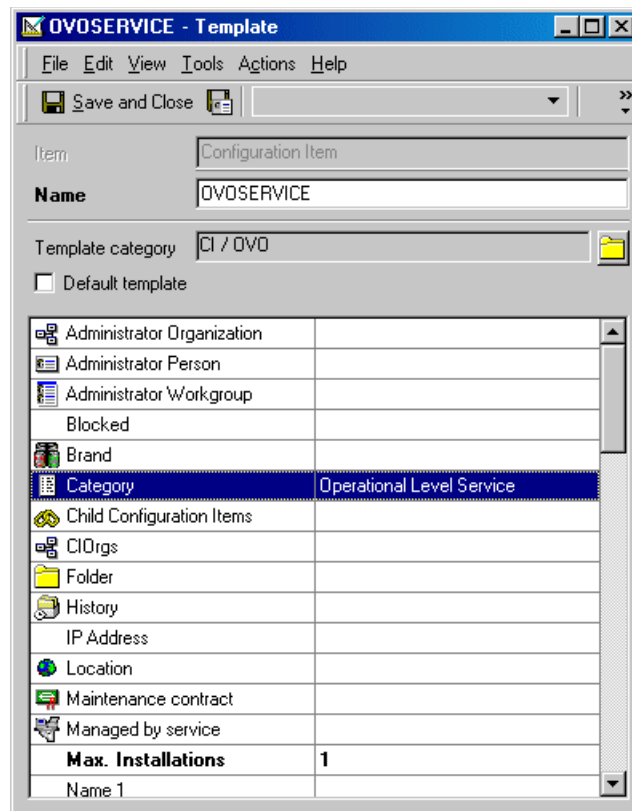 OVOSERVICE - Template
File Edit View Tools Actions Help
Save and Close
Item Configuration Item
Name OVOSERVICE
Template category CI / OVO
Default template
Administrator Organization
Administrator Person
Administrator Workgroup
Blocked
Brand
Category Operational Level Service
Child Configuration Items
CIOrgs
Folder
History
IP Address
Location
Maintenance contract
Managed by service
Max. Installations 1
Name 1